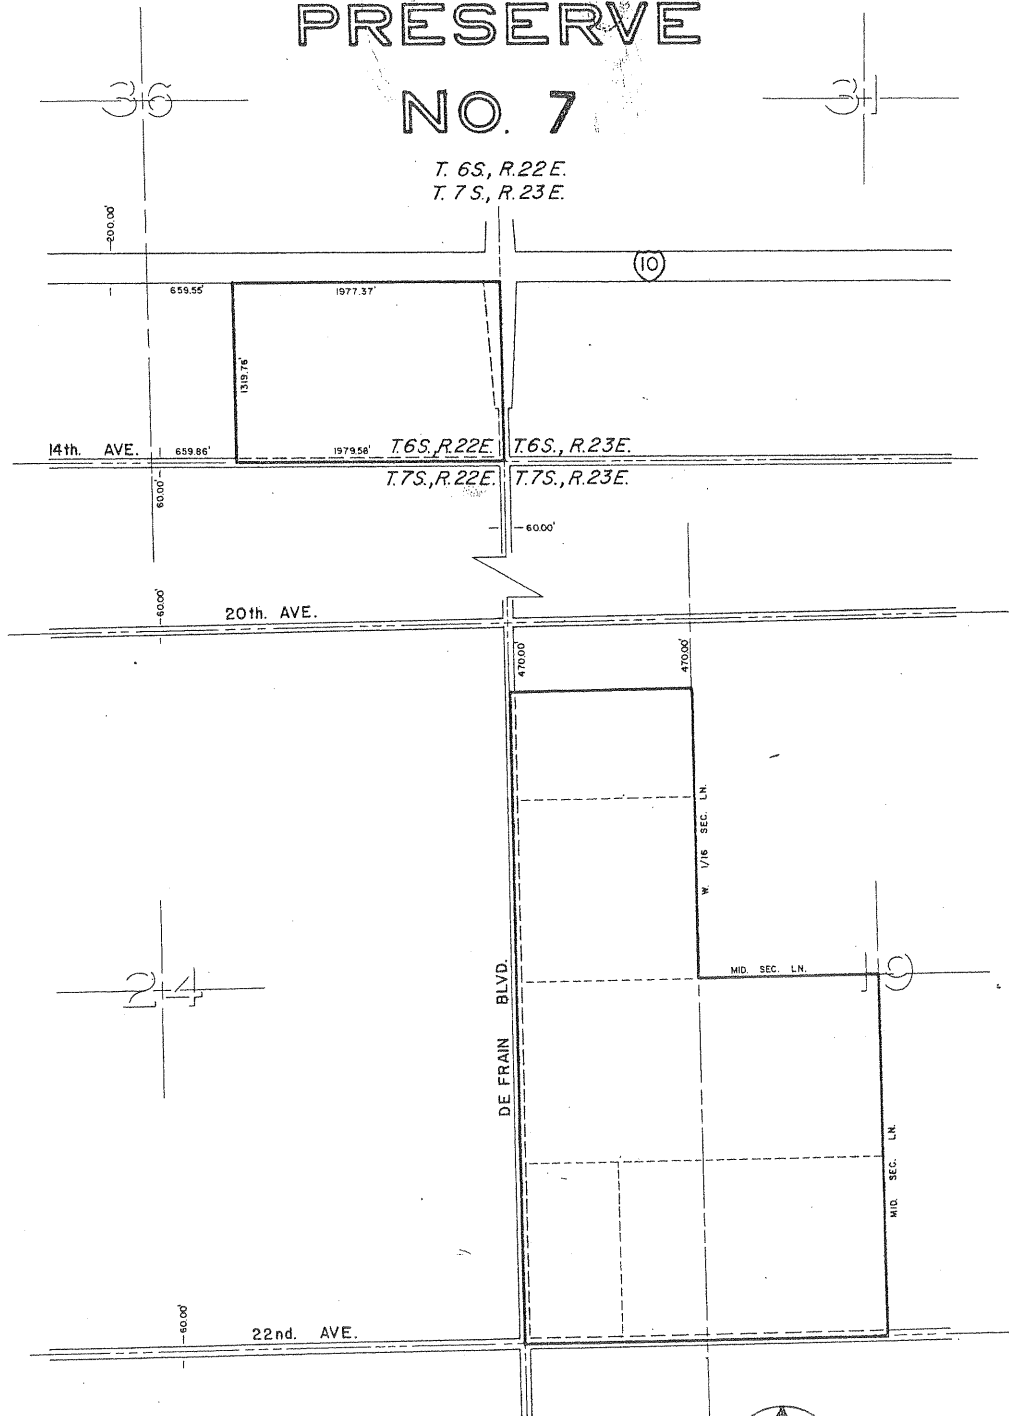 PRESERVE
NO. 7
36
31
T. 6S., R.22E.
T. 7S., R.23E.
200.00'
10
659.55'
1977.37'
1319.76'
14th. AVE.
659.86'
1979.58'
T.6S.,R.22E.
T.6S., R.23E.
T.7S.,R.22E.
T.7S., R.23E.
60.00'
60.00'
60.00'
20th. AVE.
470.00'
470.00'
W. 1/16 SEC. LN.
MID. SEC. LN.
19
24
DE FRAIN BLVD.
MID. SEC. LN.
60.00'
22nd. AVE.